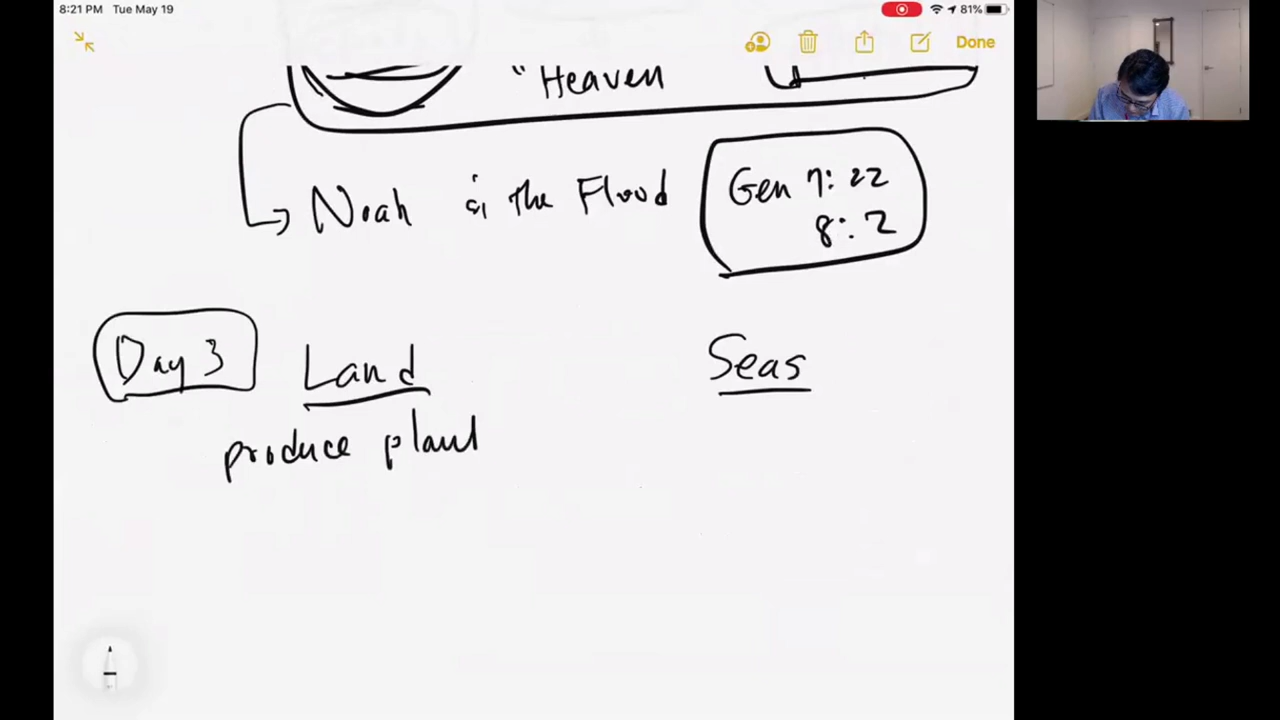 8:21 PM Tue May 19 81%
Done
"Heaven
Noah & the Flood
Gen 7:22
8:2
Day 3 Land Seas
produce plant